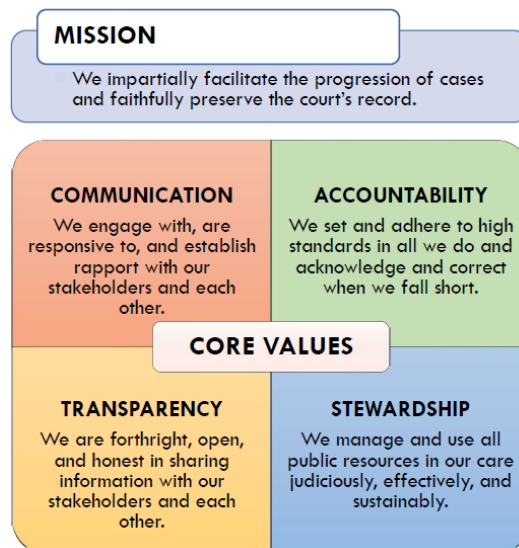 MISSION
We impartially facilitate the progression of cases
and faithfully preserve the court's record.
COMMUNICATION
We engage with, are
responsive to, and establish
rapport with our
stakeholders and each
other.
ACCOUNTABILITY
We set and adhere to high
standards in all we do and
acknowledge and correct
when we fall short.
CORE VALUES
TRANSPARENCY
We are forthright, open,
and honest in sharing
information with our
stakeholders and each
other.
STEWARDSHIP
We manage and use all
public resources in our care
judiciously, effectively, and
sustainably.